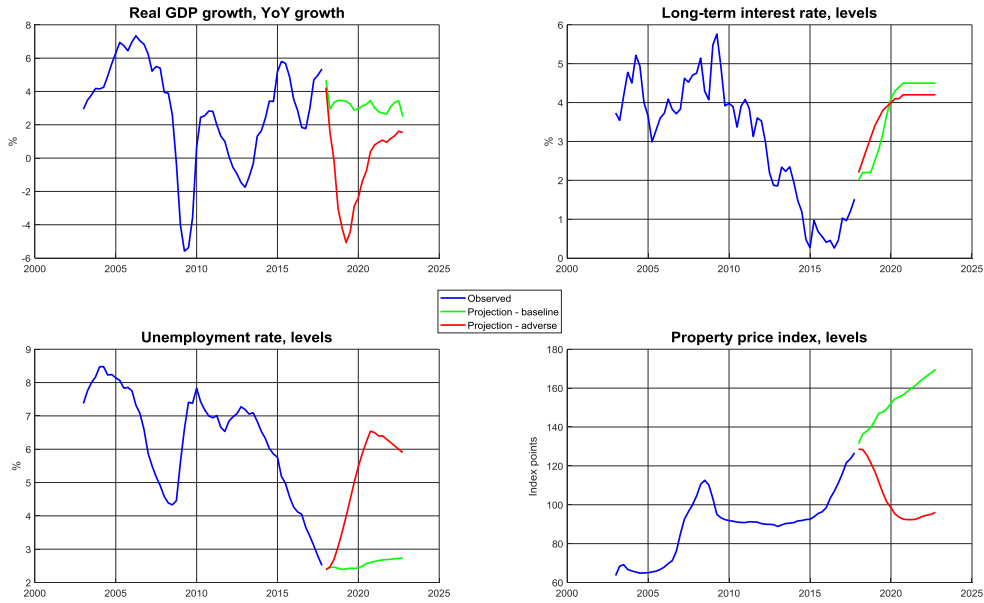 Real GDP growth, YoY growth
8
6
4
2
0
-2
-4
-6
%
2000 2005 2010 2015 2020 2025
Long-term interest rate, levels
6
5
4
3
2
1
0
%
2000 2005 2010 2015 2020 2025
Observed
Projection - baseline
Projection - adverse
Unemployment rate, levels
9
8
7
6
5
4
3
2
%
2000 2005 2010 2015 2020 2025
Property price index, levels
180
160
140
120
100
80
60
Index points
2000 2005 2010 2015 2020 2025